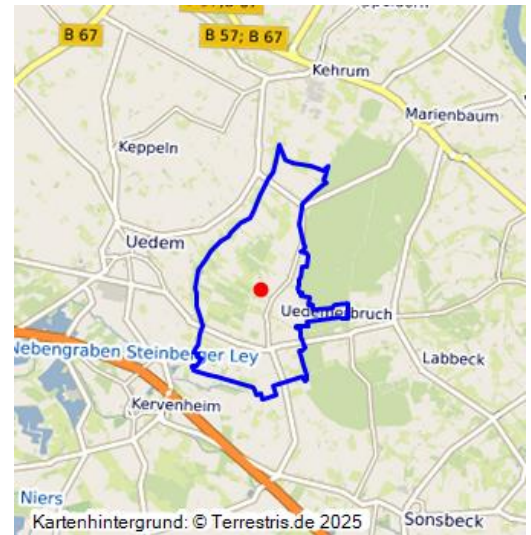 B 67
B 57; B 67
Kehrum
Marienbaum
Keppeln
Uedem
Uedemerbruch
Nebengraben Steinberger Ley
Labbeck
Kervenheim
Niers
Sonsbeck
Kartenhintergrund: © Terrestris.de 2025